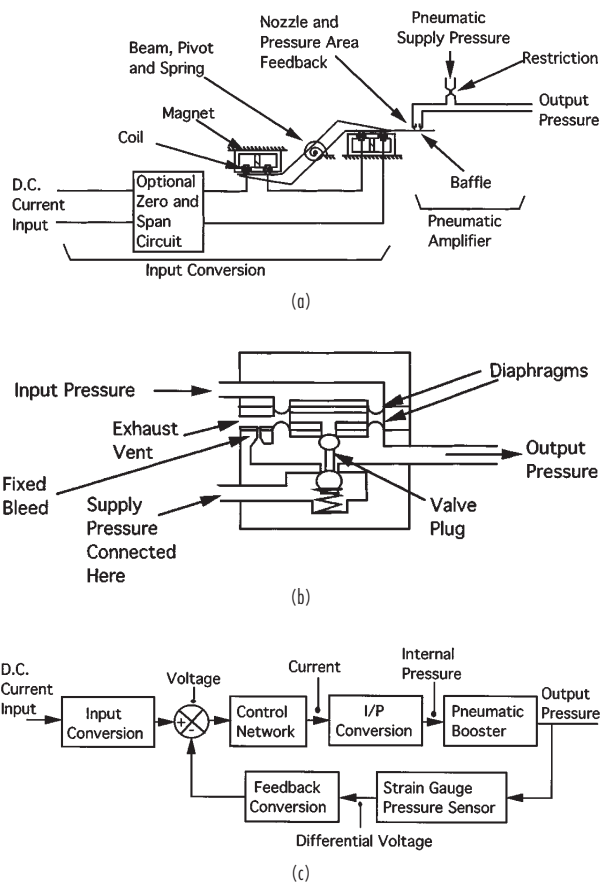 Pneumatic
Supply Pressure
Nozzle and
Pressure Area
Feedback
Restriction
Beam, Pivot
and Spring
Output
Pressure
Magnet
Coil
N
N
Baffle
D.C.
Current
Input
Optional
Zero and
Span
Circuit
Pneumatic
Amplifier
Input Conversion
(a)
Input Pressure
Diaphragms
Exhaust
Vent
Output
Pressure
Fixed
Bleed
Supply
Pressure
Connected
Here
Valve
Plug
(b)
D.C.
Current
Input
Voltage
Current
Internal
Pressure
Output
Pressure
Input
Conversion
+
-
Control
Network
I/P
Conversion
Pneumatic
Booster
Feedback
Conversion
Strain Gauge
Pressure Sensor
Differential Voltage
(c)